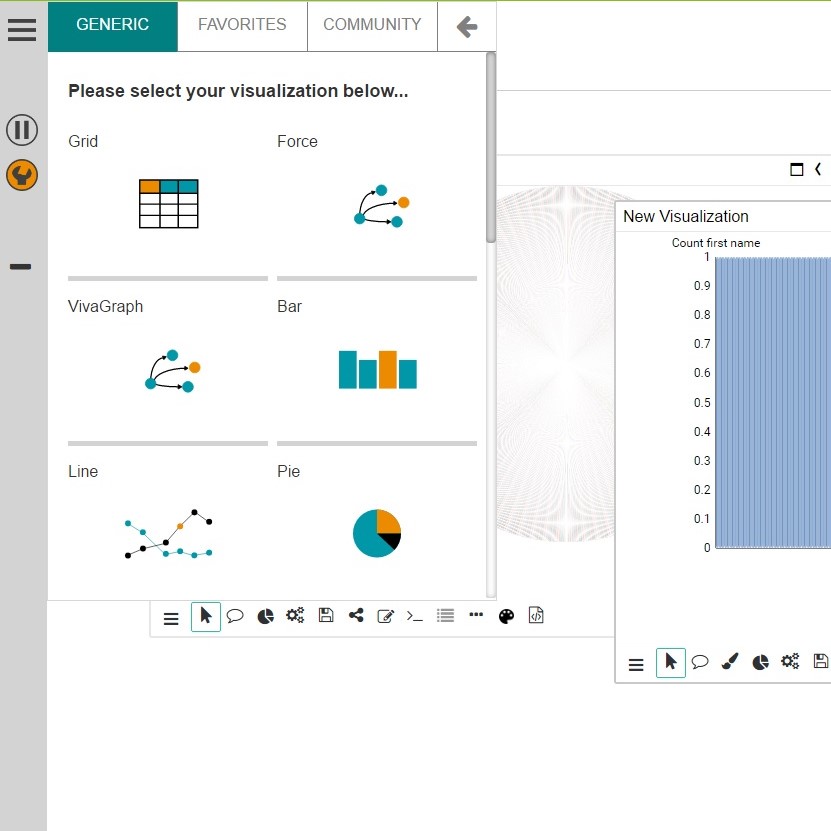 GENERIC FAVORITES COMMUNITY
Please select your visualization below...
Grid Force
VivaGraph Bar
Line Pie
New Visualization
Count first name
1
0.9
0.8
0.7
0.6
0.5
0.4
0.3
0.2
0.1
0